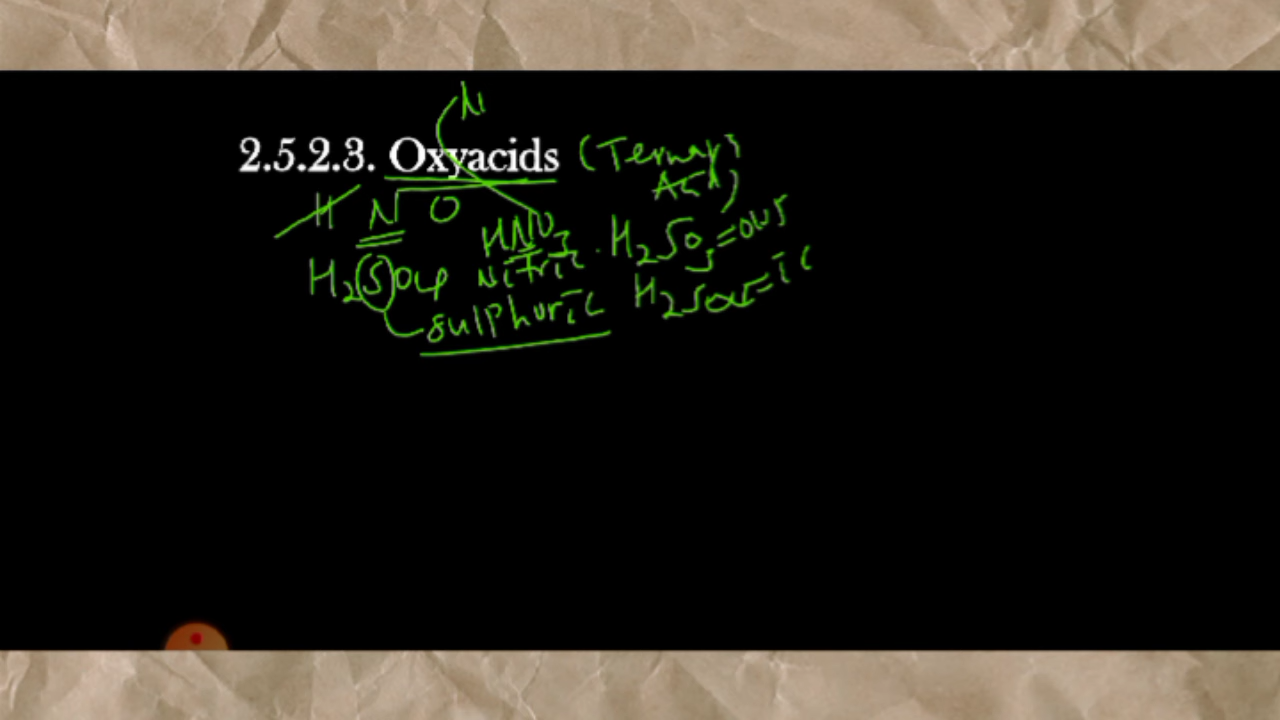 N
2.5.2.3. Oxyacids (Ternary
Acid)
H N O
HNO3 . H2SO3 = ous
H2SO4 Nitric H2SO4 = ic
sulphuric